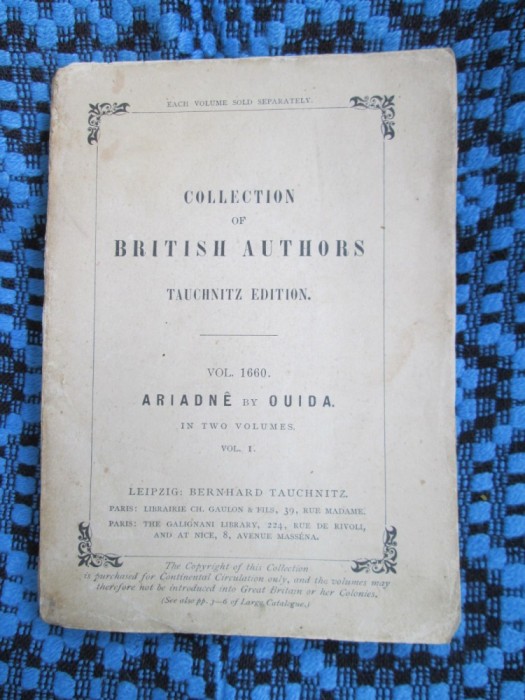 EACH VOLUME SOLD SEPARATELY.
COLLECTION
OF
BRITISH AUTHORS
TAUCHNITZ EDITION.
VOL. 1660.
ARIADNÊ BY OUIDA.
IN TWO VOLUMES.
VOL. I.
LEIPZIG: BERNHARD TAUCHNITZ.
PARIS: LIBRAIRIE CH. GAULON & FILS, 39, RUE MADAME.
PARIS: THE GALIGNANI LIBRARY, 224, RUE DE RIVOLI,
AND AT NICE, 8, AVENUE MASSÉNA.
The Copyright of this Collection
is purchased for Continental Circulation only, and the volumes may
therefore not be introduced into Great Britain or her Colonies.
(See also pp. 3—6 of Large Catalogue.)